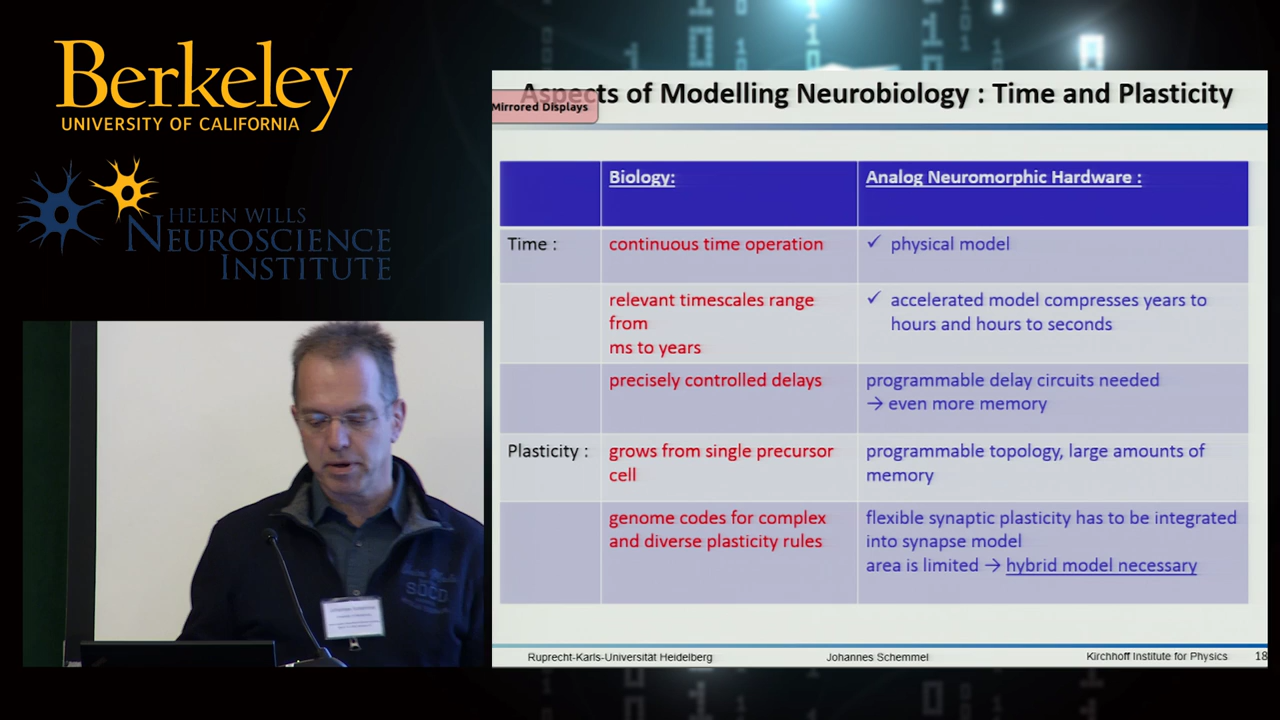 Berkeley
UNIVERSITY OF CALIFORNIA
HELEN WILLS
NEUROSCIENCE
INSTITUTE
Aspects of Modelling Neurobiology : Time and Plasticity
Mirrored Displays
Biology:
Analog Neuromorphic Hardware :
Time :
continuous time operation
✓ physical model
relevant timescales range
from
ms to years
✓ accelerated model compresses years to
hours and hours to seconds
precisely controlled delays
programmable delay circuits needed
→ even more memory
Plasticity :
grows from single precursor
cell
programmable topology, large amounts of
memory
genome codes for complex
and diverse plasticity rules
flexible synaptic plasticity has to be integrated
into synapse model
area is limited → hybrid model necessary
Ruprecht-Karls-Universität Heidelberg
Johannes Schemmel
Kirchhoff Institute for Physics
18